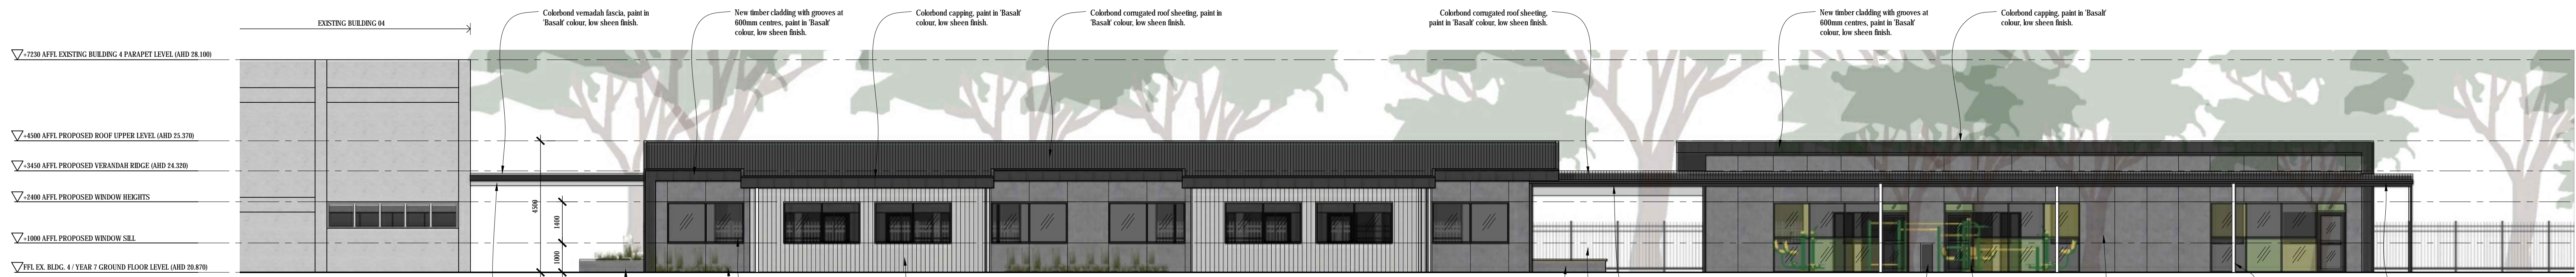 EXISTING BUILDING 04
Colorbond vernadah fascia, paint in
'Basalt' colour, low sheen finish.
New timber cladding with grooves at
600mm centres, paint in 'Basalt'
colour, low sheen finish.
Colorbond capping, paint in 'Basalt'
colour, low sheen finish.
Colorbond corrugated roof sheeting, paint in
'Basalt' colour, low sheen finish.
Colorbond corrugated roof sheeting,
paint in 'Basalt' colour, low sheen finish.
New timber cladding with grooves at
600mm centres, paint in 'Basalt'
colour, low sheen finish.
Colorbond capping, paint in 'Basalt'
colour, low sheen finish.
+7230 AFFL EXISTING BUILDING 4 PARAPET LEVEL (AHD 28.100)
+4500 AFFL PROPOSED ROOF UPPER LEVEL (AHD 25.370)
+3450 AFFL PROPOSED VERANDAH RIDGE (AHD 24.320)
+2400 AFFL PROPOSED WINDOW HEIGHTS
+1000 AFFL PROPOSED WINDOW SILL
FFL EX. BLDG. 4 / YEAR 7 GROUND FLOOR LEVEL (AHD 20.870)
4500
1400
1000